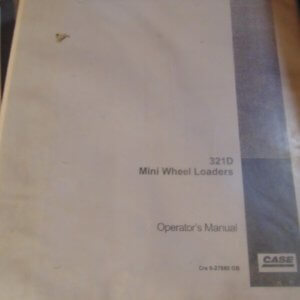 321D
Mini Wheel Loaders
Operator's Manual
CASE